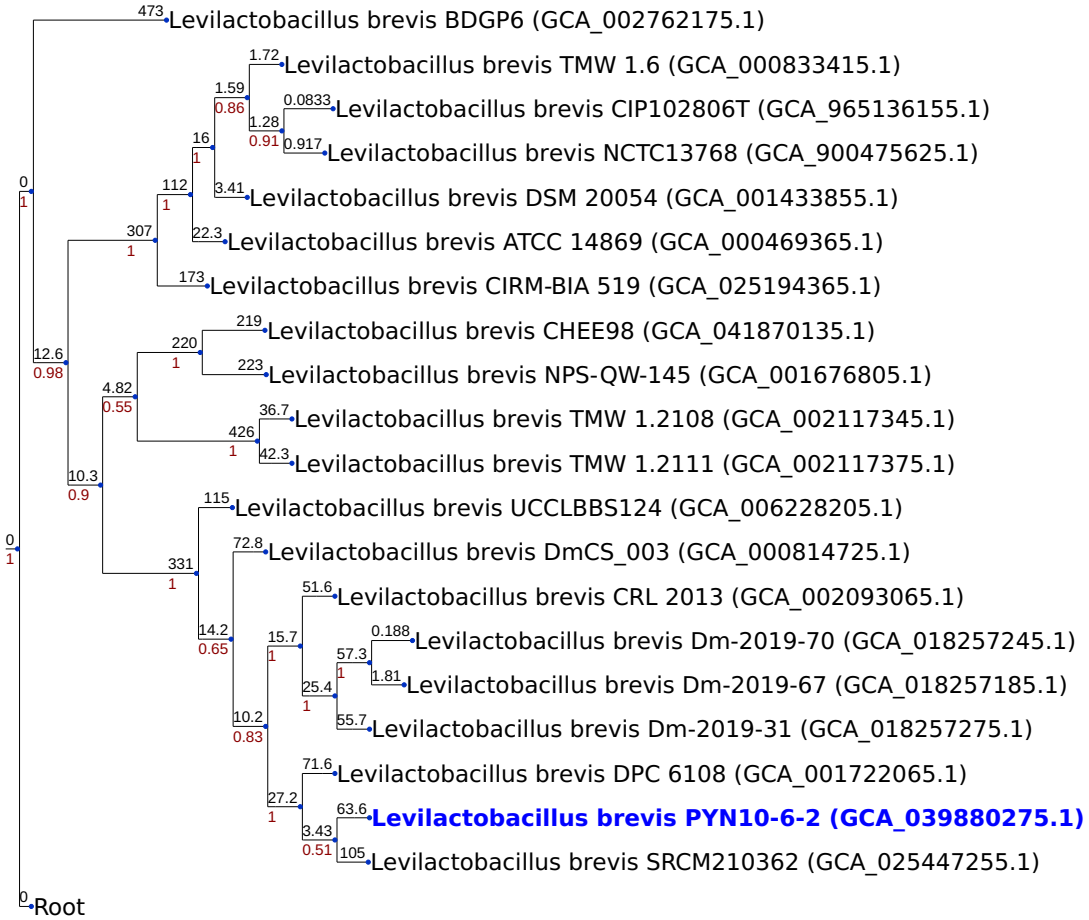 473 Levilactobacillus brevis BDGP6 (GCA_002762175.1)
1.72 Levilactobacillus brevis TMW 1.6 (GCA_000833415.1)
1.59
0.86
0.0833 Levilactobacillus brevis CIP102806T (GCA_965136155.1)
1.28
0.91
16
1
0.917 Levilactobacillus brevis NCTC13768 (GCA_900475625.1)
0
1
112
1
3.41 Levilactobacillus brevis DSM 20054 (GCA_001433855.1)
307
1
22.3 Levilactobacillus brevis ATCC 14869 (GCA_000469365.1)
173 Levilactobacillus brevis CIRM-BIA 519 (GCA_025194365.1)
219 Levilactobacillus brevis CHEE98 (GCA_041870135.1)
12.6
0.98
220
1
223 Levilactobacillus brevis NPS-QW-145 (GCA_001676805.1)
4.82
0.55
36.7 Levilactobacillus brevis TMW 1.2108 (GCA_002117345.1)
426
1
42.3 Levilactobacillus brevis TMW 1.2111 (GCA_002117375.1)
10.3
0.9
115 Levilactobacillus brevis UCCLBBS124 (GCA_006228205.1)
0
1
72.8 Levilactobacillus brevis DmCS_003 (GCA_000814725.1)
331
1
51.6 Levilactobacillus brevis CRL 2013 (GCA_002093065.1)
14.2
0.65
15.7
1
0.188 Levilactobacillus brevis Dm-2019-70 (GCA_018257245.1)
57.3
1
1.81 Levilactobacillus brevis Dm-2019-67 (GCA_018257185.1)
25.4
1
10.2
0.83
55.7 Levilactobacillus brevis Dm-2019-31 (GCA_018257275.1)
71.6 Levilactobacillus brevis DPC 6108 (GCA_001722065.1)
27.2
1
63.6 Levilactobacillus brevis PYN10-6-2 (GCA_039880275.1)
3.43
0.51
105 Levilactobacillus brevis SRCM210362 (GCA_025447255.1)
0 Root